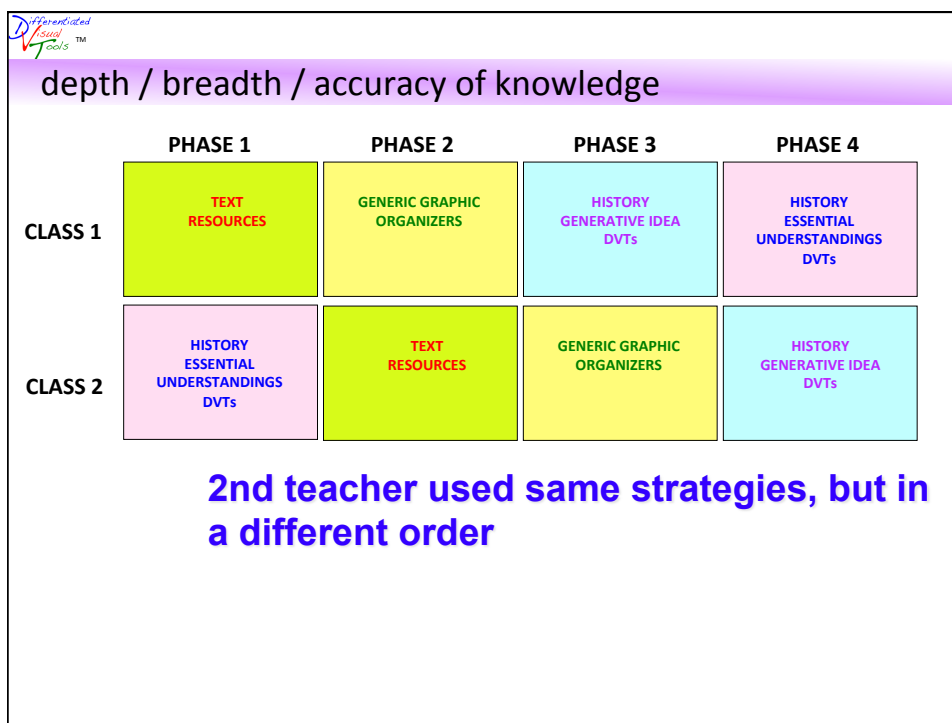 Differentiated
Visual
Tools ™
depth / breadth / accuracy of knowledge
PHASE 1 PHASE 2 PHASE 3 PHASE 4
CLASS 1
TEXT
RESOURCES
GENERIC GRAPHIC
ORGANIZERS
HISTORY
GENERATIVE IDEA
DVTs
HISTORY
ESSENTIAL
UNDERSTANDINGS
DVTs
CLASS 2
HISTORY
ESSENTIAL
UNDERSTANDINGS
DVTs
TEXT
RESOURCES
GENERIC GRAPHIC
ORGANIZERS
HISTORY
GENERATIVE IDEA
DVTs
2nd teacher used same strategies, but in
a different order